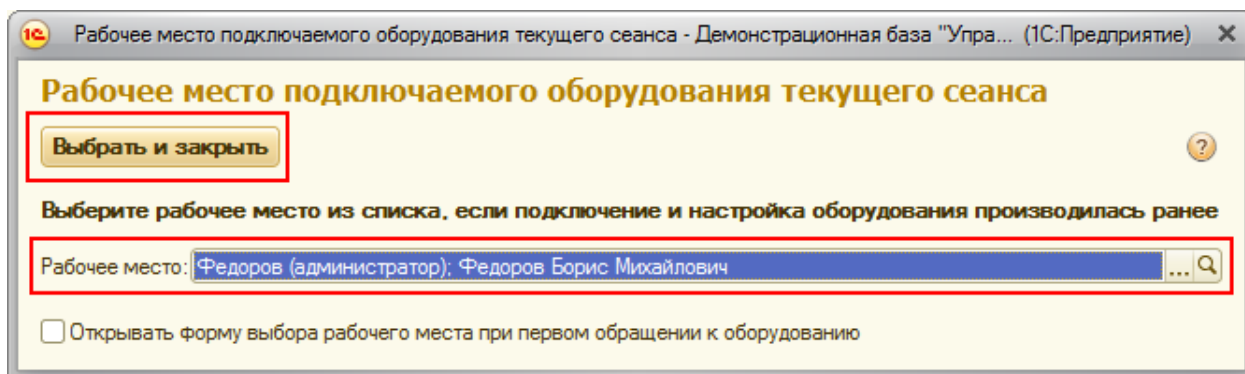 1С Рабочее место подключаемого оборудования текущего сеанса - Демонстрационная база "Упра... (1С:Предприятие)
Рабочее место подключаемого оборудования текущего сеанса
Выбрать и закрыть ?
Выберите рабочее место из списка, если подключение и настройка оборудования производилась ранее
Рабочее место: Федоров (администратор); Федоров Борис Михайлович ...
Открывать форму выбора рабочего места при первом обращении к оборудованию